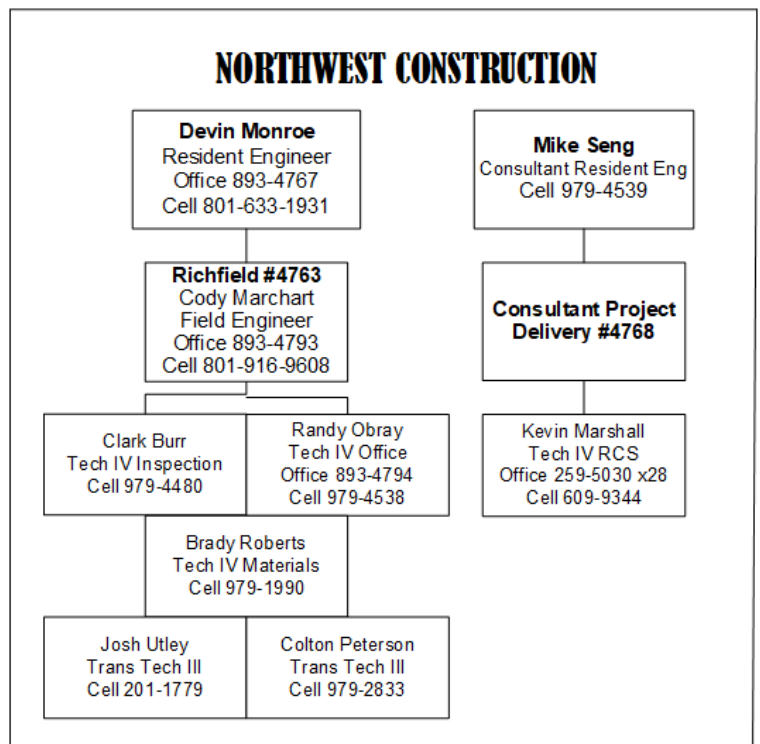 NORTHWEST CONSTRUCTION
Devin Monroe
Resident Engineer
Office 893-4767
Cell 801-633-1931
Mike Seng
Consultant Resident Eng
Cell 979-4539
Richfield #4763
Cody Marchart
Field Engineer
Office 893-4793
Cell 801-916-9608
Consultant Project
Delivery #4768
Clark Burr
Tech IV Inspection
Cell 979-4480
Randy Obray
Tech IV Office
Office 893-4794
Cell 979-4538
Kevin Marshall
Tech IV RCS
Office 259-5030 x28
Cell 609-9344
Brady Roberts
Tech IV Materials
Cell 979-1990
Josh Utley
Trans Tech III
Cell 201-1779
Colton Peterson
Trans Tech III
Cell 979-2833